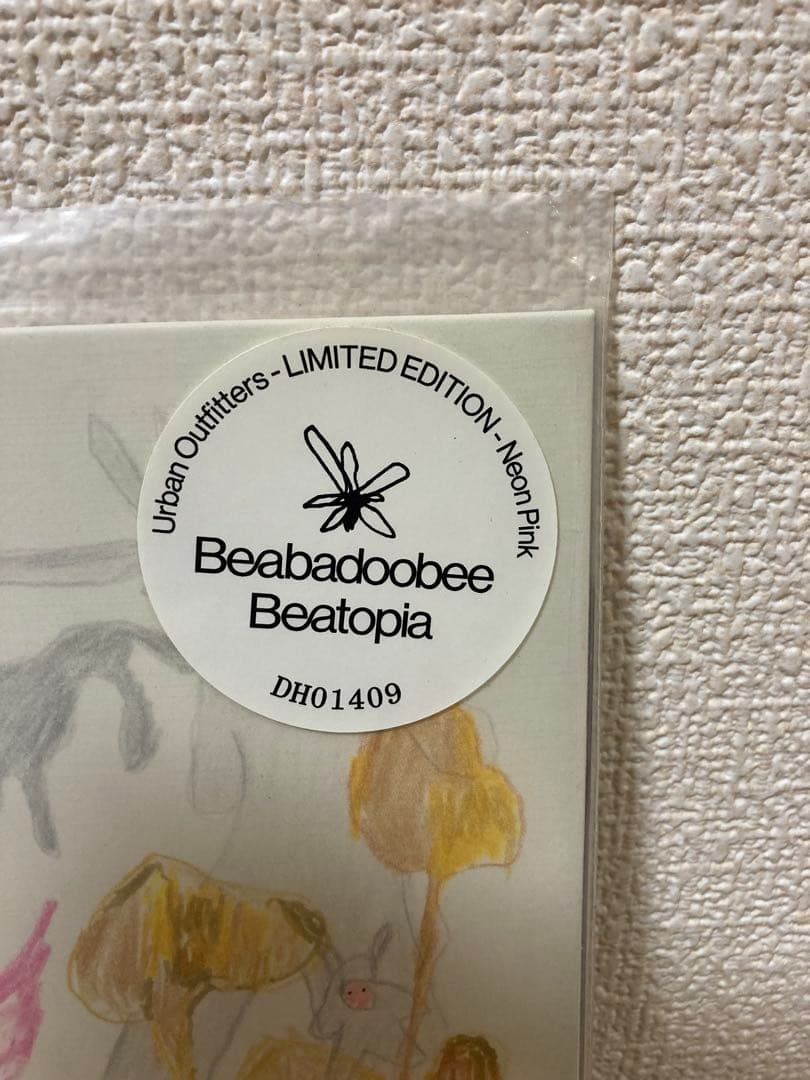 Urban Outfitters - LIMITED EDITION - Neon Pink
Beabadoobee
Beatopia
DH01409